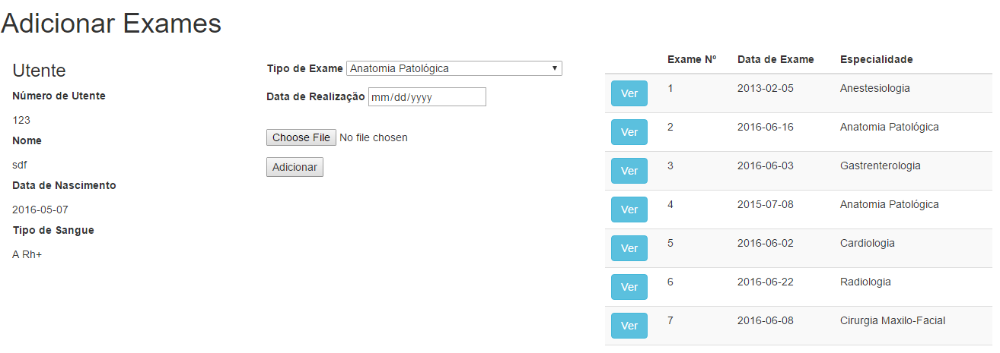 Adicionar Exames
Utente
Número de Utente
123
Nome
sdf
Data de Nascimento
2016-05-07
Tipo de Sangue
A Rh+
Tipo de Exame Anatomia Patológica
Data de Realização mm/dd/yyyy
Choose File No file chosen
Adicionar
Exame Nº Data de Exame Especialidade
Ver 1 2013-02-05 Anestesiologia
Ver 2 2016-06-16 Anatomia Patológica
Ver 3 2016-06-03 Gastrenterologia
Ver 4 2015-07-08 Anatomia Patológica
Ver 5 2016-06-02 Cardiologia
Ver 6 2016-06-22 Radiologia
Ver 7 2016-06-08 Cirurgia Maxilo-Facial